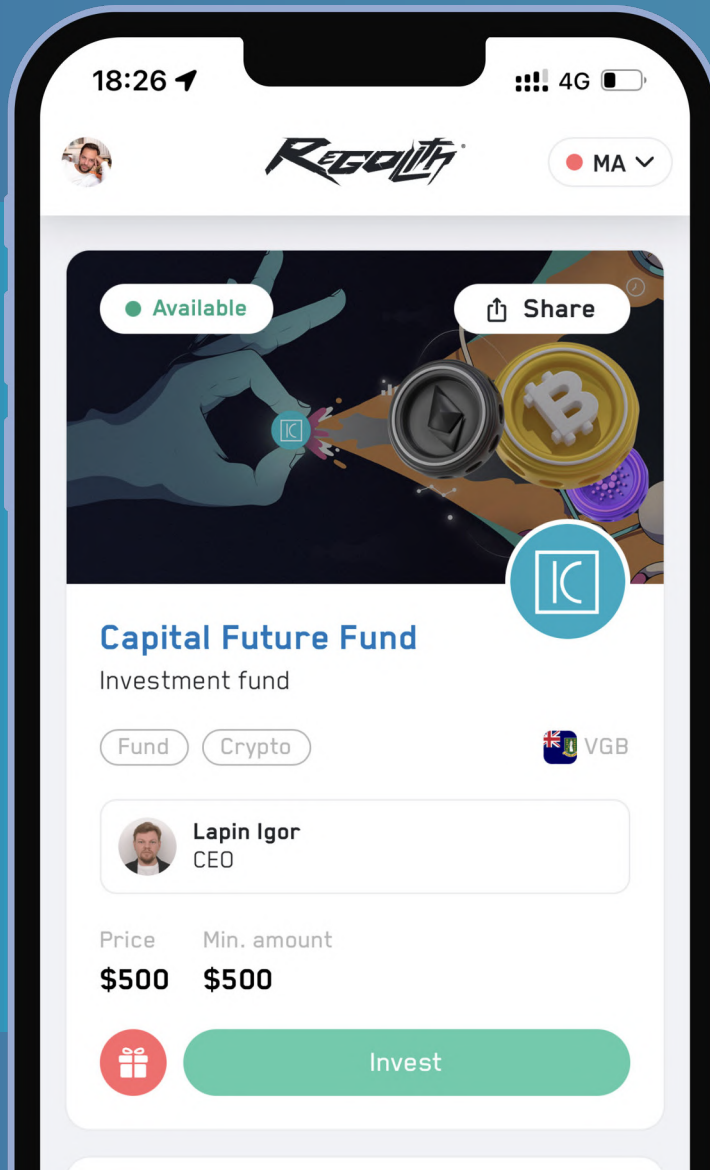 18:26
4G
REGOLITH
MA
Available
Share
Capital Future Fund
Investment fund
Fund
Crypto
VGB
Lapin Igor
CEO
Price
Min. amount
$500
$500
Invest